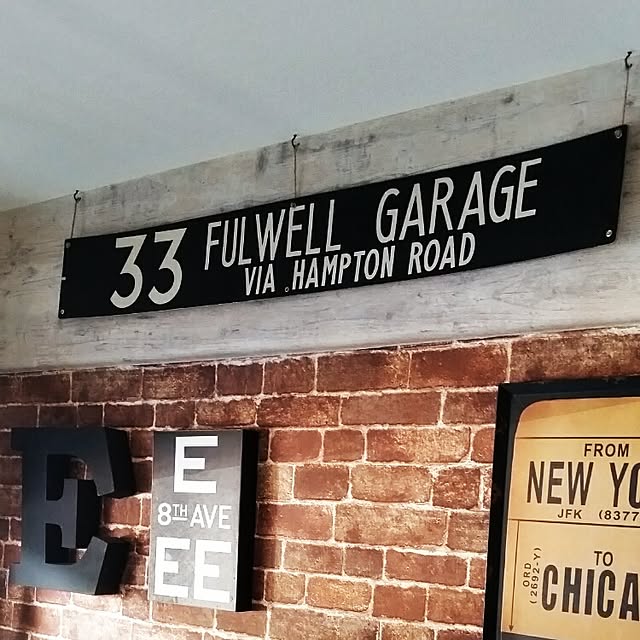 33 FULWELL GARAGE
VIA HAMPTON ROAD
E
E
8TH AVE
EE
FROM
NEW YO
JFK (8377
TO
ORD
(2692-Y)
CHICA